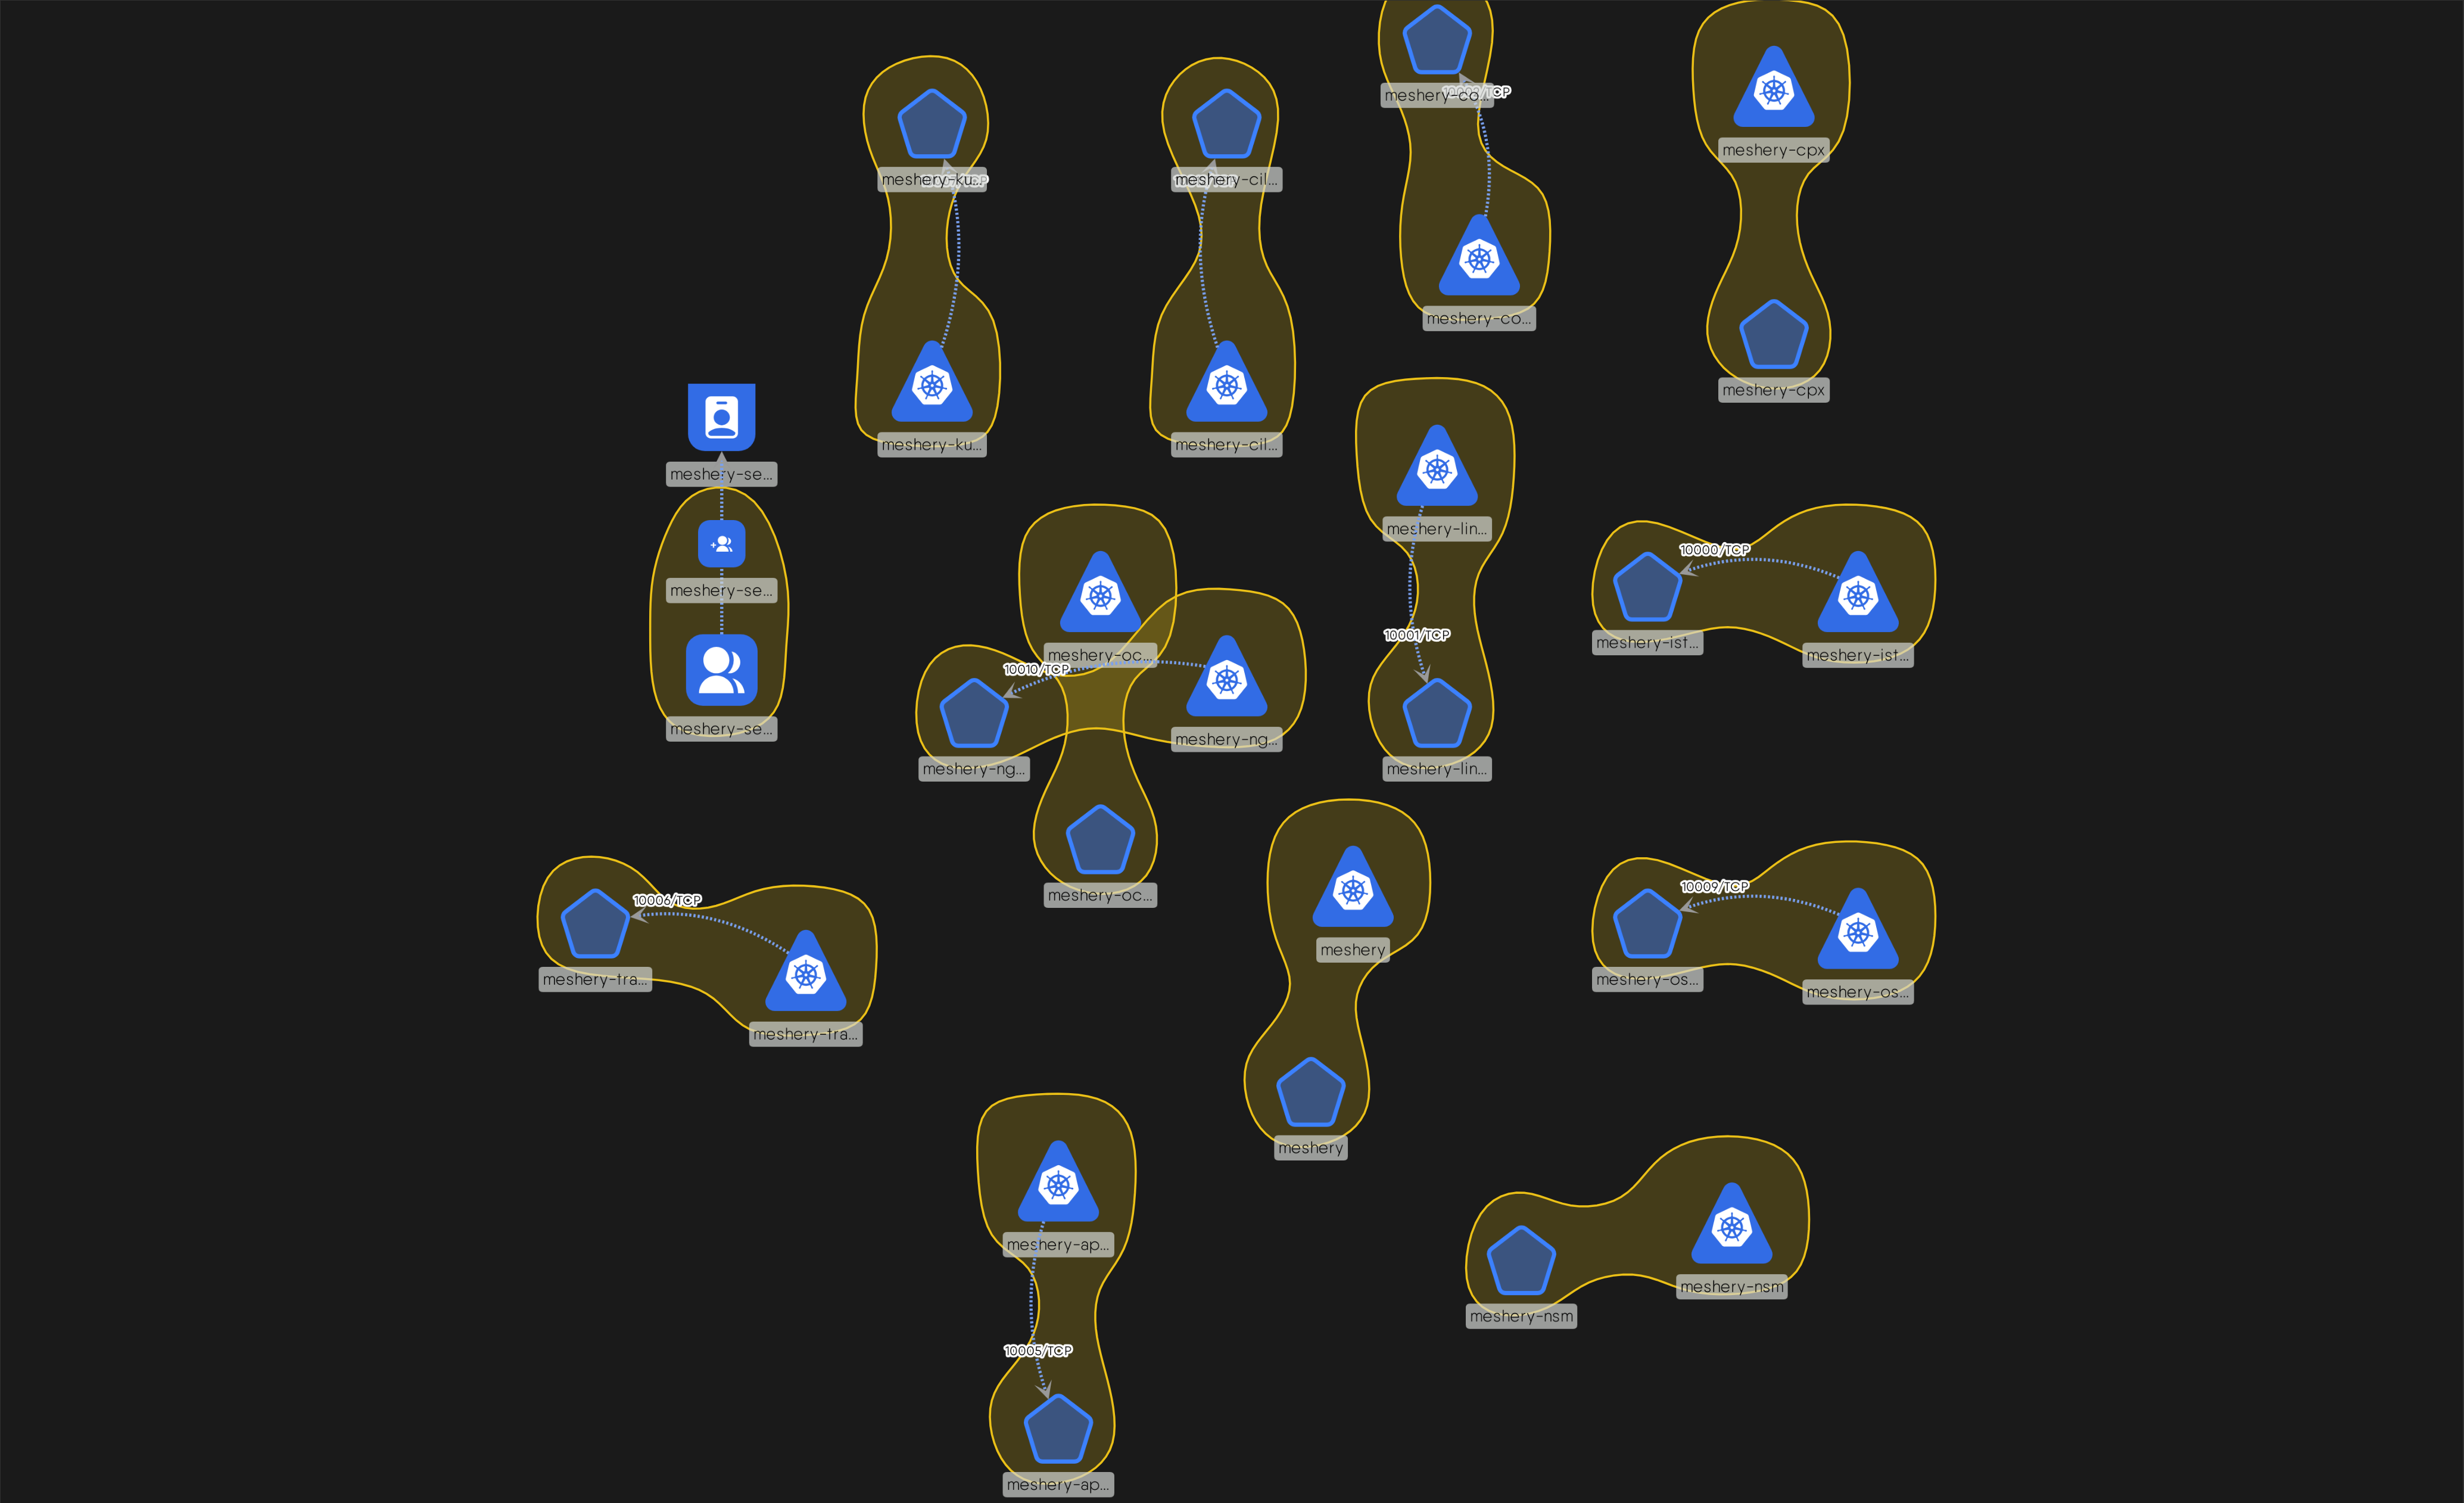 meshery-co...
meshery-cpx
meshery-ku...
meshery-cil...
meshery-co...
meshery-cpx
meshery-ku...
meshery-cil...
meshery-se...
meshery-lin...
10000/TCP
meshery-se...
10001/TCP
meshery-ist...
meshery-oc...
meshery-ist...
10010/TCP
meshery-se...
meshery-ng...
meshery-ng...
meshery-lin...
10009/TCP
meshery-oc...
10006/TCP
meshery
meshery-tra...
meshery-os...
meshery-os...
meshery-tra...
meshery
meshery-ap...
meshery-nsm
meshery-nsm
10005/TCP
meshery-ap...